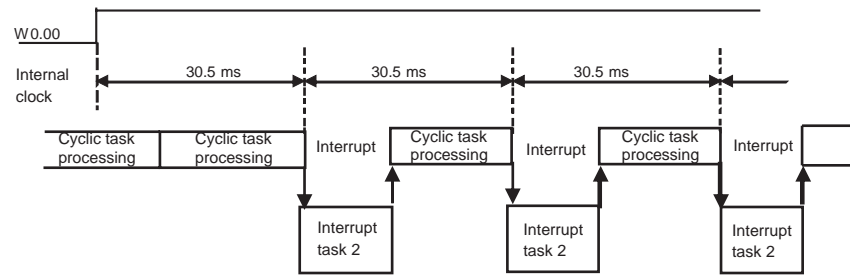 W0.00
Internal
clock
30.5 ms
30.5 ms
30.5 ms
Cyclic task
processing
Cyclic task
processing
Interrupt
Cyclic task
processing
Interrupt
Cyclic task
processing
Interrupt
Interrupt
task 2
Interrupt
task 2
Interrupt
task 2